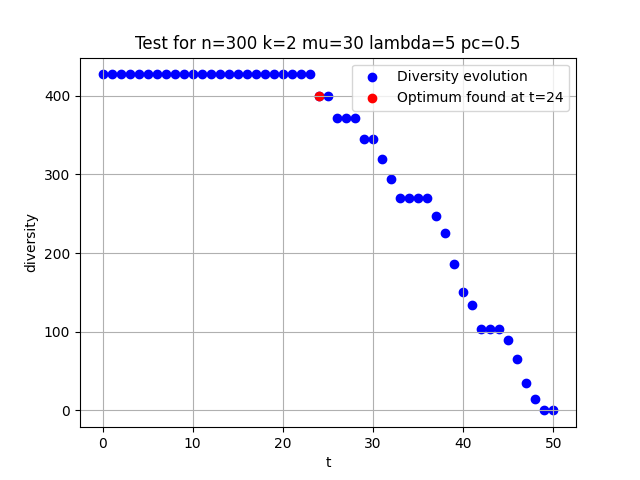 Test for n=300 k=2 mu=30 lambda=5 pc=0.5
Diversity evolution
Optimum found at t=24
diversity
400
300
200
100
0
0 10 20 30 40 50
t